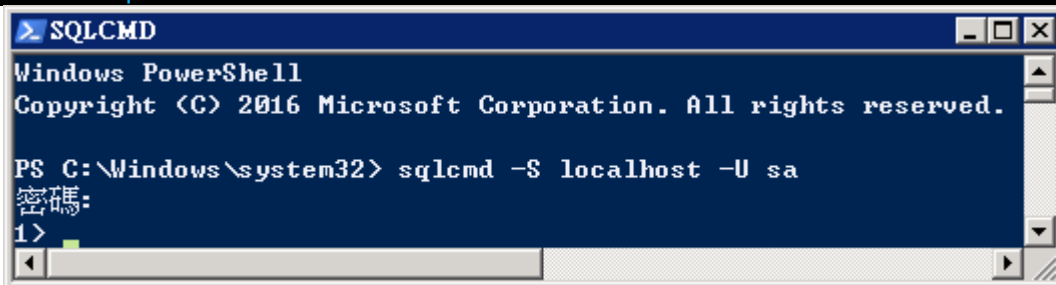 SQLCMD
Windows PowerShell
Copyright (C) 2016 Microsoft Corporation. All rights reserved.
PS C:\Windows\system32> sqlcmd -S localhost -U sa
密碼:
1>